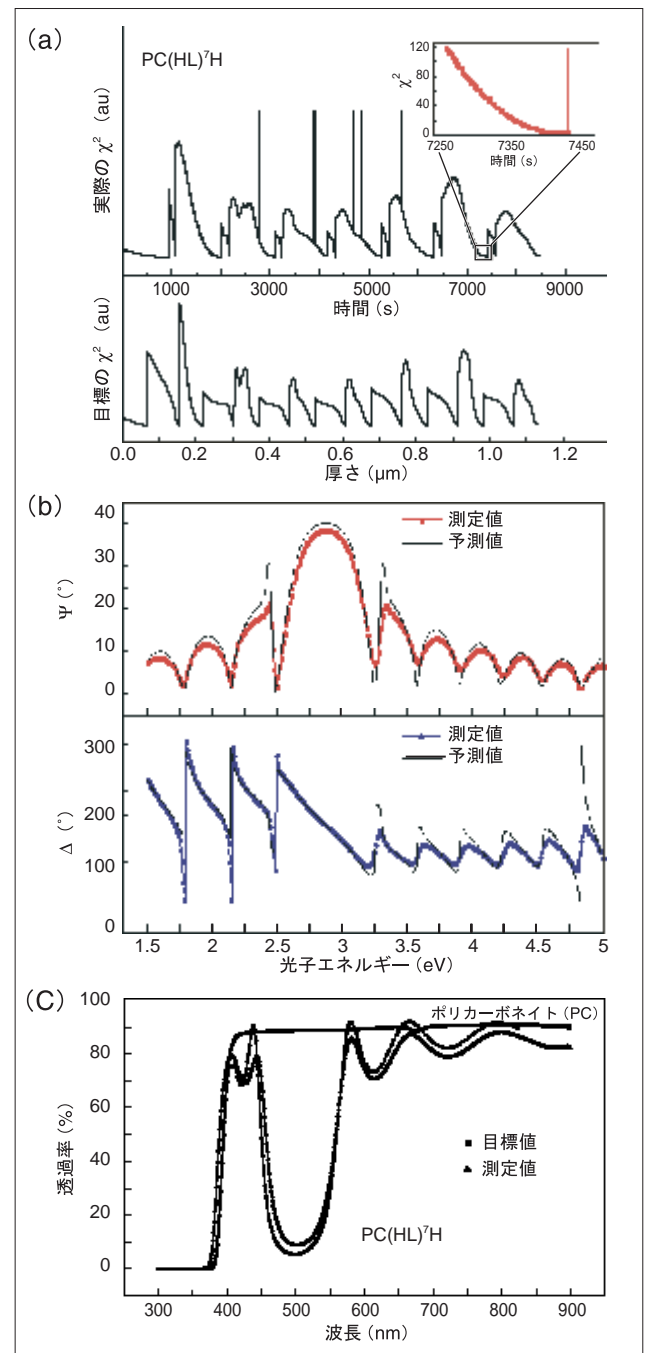 (a)
PC(HL)⁷H
実際の χ² (au)
120
80
40
0
χ²
7250 7350 7450
時間 (s)
1000 3000 5000 7000 9000
時間 (s)
目標の χ² (au)
0.0 0.2 0.4 0.6 0.8 1.0 1.2
厚さ (μm)
(b)
40
30
20
10
0
Ψ (°)
測定値
予測値
300
200
100
0
Δ (°)
測定値
予測値
1.5 2 2.5 3 3.5 4 4.5 5
光子エネルギー (eV)
(C)
100
80
60
40
20
0
透過率 (%)
ポリカーボネイト (PC)
目標値
測定値
PC(HL)⁷H
300 400 500 600 700 800 900
波長 (nm)